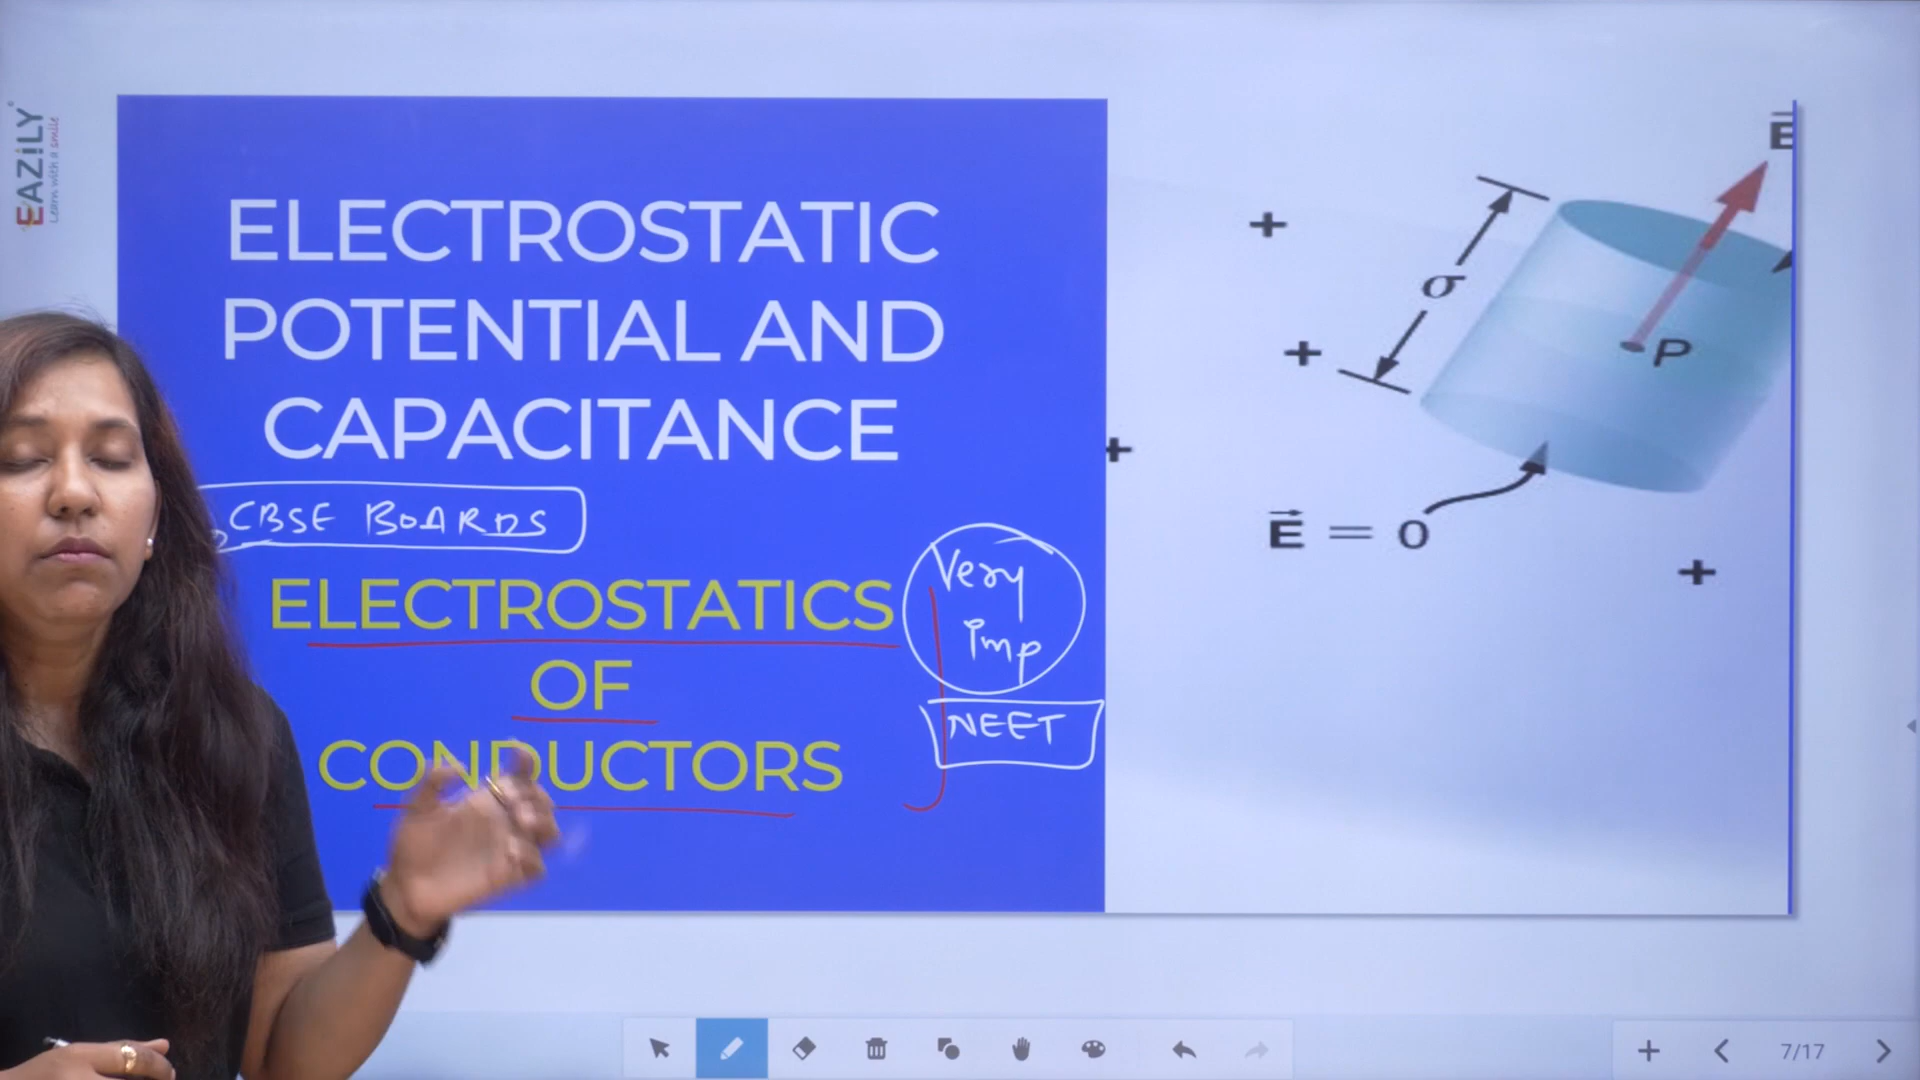 EAZiLY
Learn with a smile
ELECTROSTATIC
POTENTIAL AND
CAPACITANCE
CBSE BOARDS
ELECTROSTATICS
OF
CONDUCTORS
Very
Imp
NEET
E
σ
P
E = 0
7/17